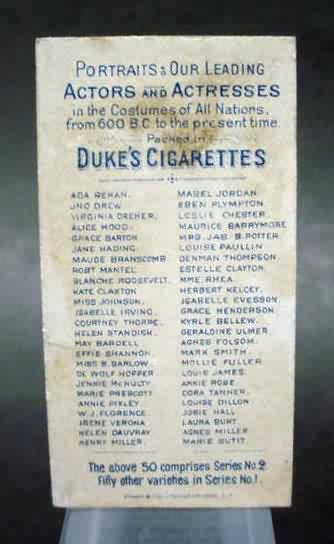 PORTRAITS OF OUR LEADING
ACTORS AND ACTRESSES
in the Costumes of All Nations,
from 600 B.C. to the present time.
Packed in
DUKE'S CIGARETTES
ADA REHAN.
JNO DREW.
VIRGINIA DREHER.
ALICE HOOD.
GRACE BARTON.
JANE HADING.
MAUDE BRANSCOMB.
ROBT MANTEL.
BLANCHE ROOSEVELT.
KATE CLAXTON
MISS JOHNSON.
ISABELLE IRVING.
COURTNEY THORPE.
HELEN STANDISH.
MAY BARDELL
EFFIE SHANNON.
MISS B. BARLOW.
DE WOLF HOPPER
JENNIE McNULTY
MARIE PRESCOTT
ANNIE PIXLEY
W.J. FLORENCE
IRENE VERONA
HELEN DAUVRAY
HENRY MILLER
MABEL JORDAN.
EBEN PLYMPTON.
LESLIE CHESTER.
MAURICE BARRYMORE
MRS. JAS. B. POTTER.
LOUISE PAULLIN
DENMAN THOMPSON.
ESTELLE CLAYTON.
MME. RHEA.
HERBERT KELCEY.
ISABELLE EVESSON
GRACE HENDERSON.
KYRLE BELLEW.
GERALDINE ULMER.
AGNES FOLSOM.
MARK SMITH.
MOLLIE FULLER
LOUIS JAMES.
ANNIE ROBE.
CORA TANNER.
LOUISE DILLON
JOSIE HALL
LAURA BURT
AGNES MILLER
MARIE SUTIT.
The above 50 comprises Series No. 2.
Fifty other varieties in Series No. 1.